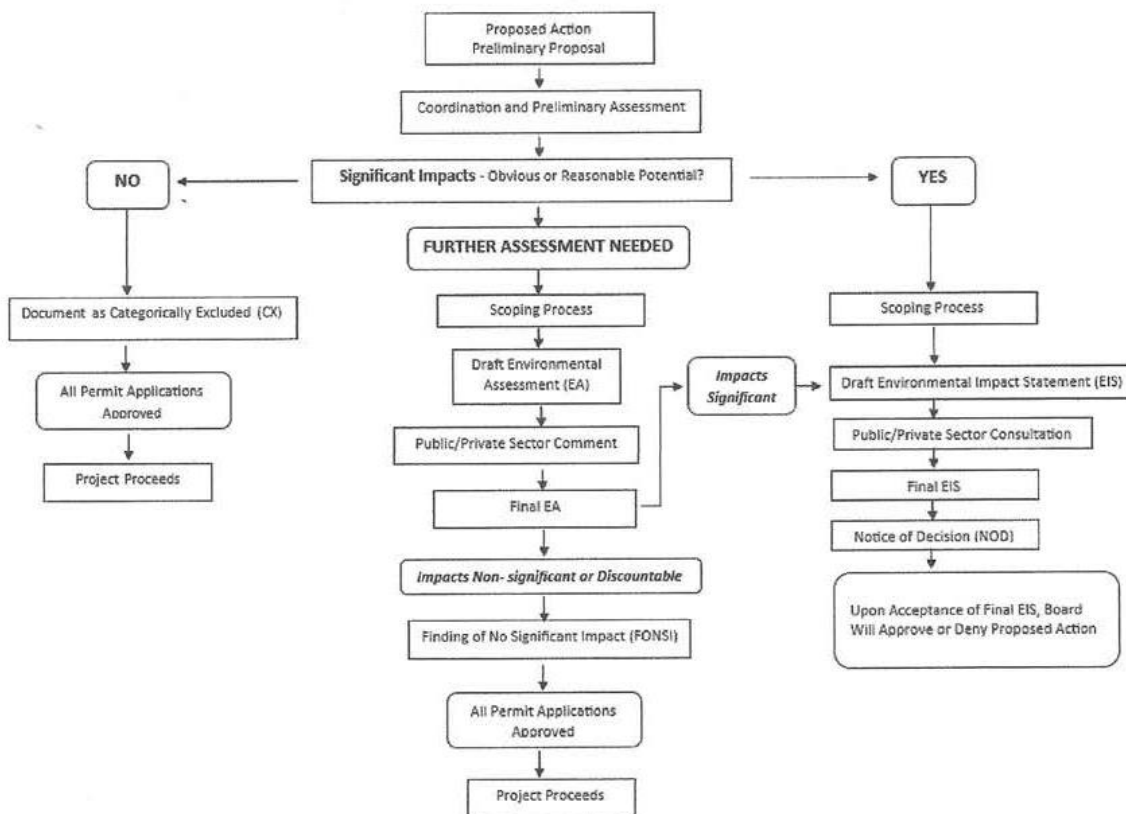 Proposed Action
Preliminary Proposal
Coordination and Preliminary Assessment
Significant Impacts - Obvious or Reasonable Potential?
NO
YES
FURTHER ASSESSMENT NEEDED
Document as Categorically Excluded (CX)
All Permit Applications
Approved
Project Proceeds
Scoping Process
Draft Environmental
Assessment (EA)
Public/Private Sector Comment
Final EA
Impacts Non- significant or Discountable
Finding of No Significant Impact (FONSI)
All Permit Applications
Approved
Project Proceeds
Impacts
Significant
Scoping Process
Draft Environmental Impact Statement (EIS)
Public/Private Sector Consultation
Final EIS
Notice of Decision (NOD)
Upon Acceptance of Final EIS, Board
Will Approve or Deny Proposed Action